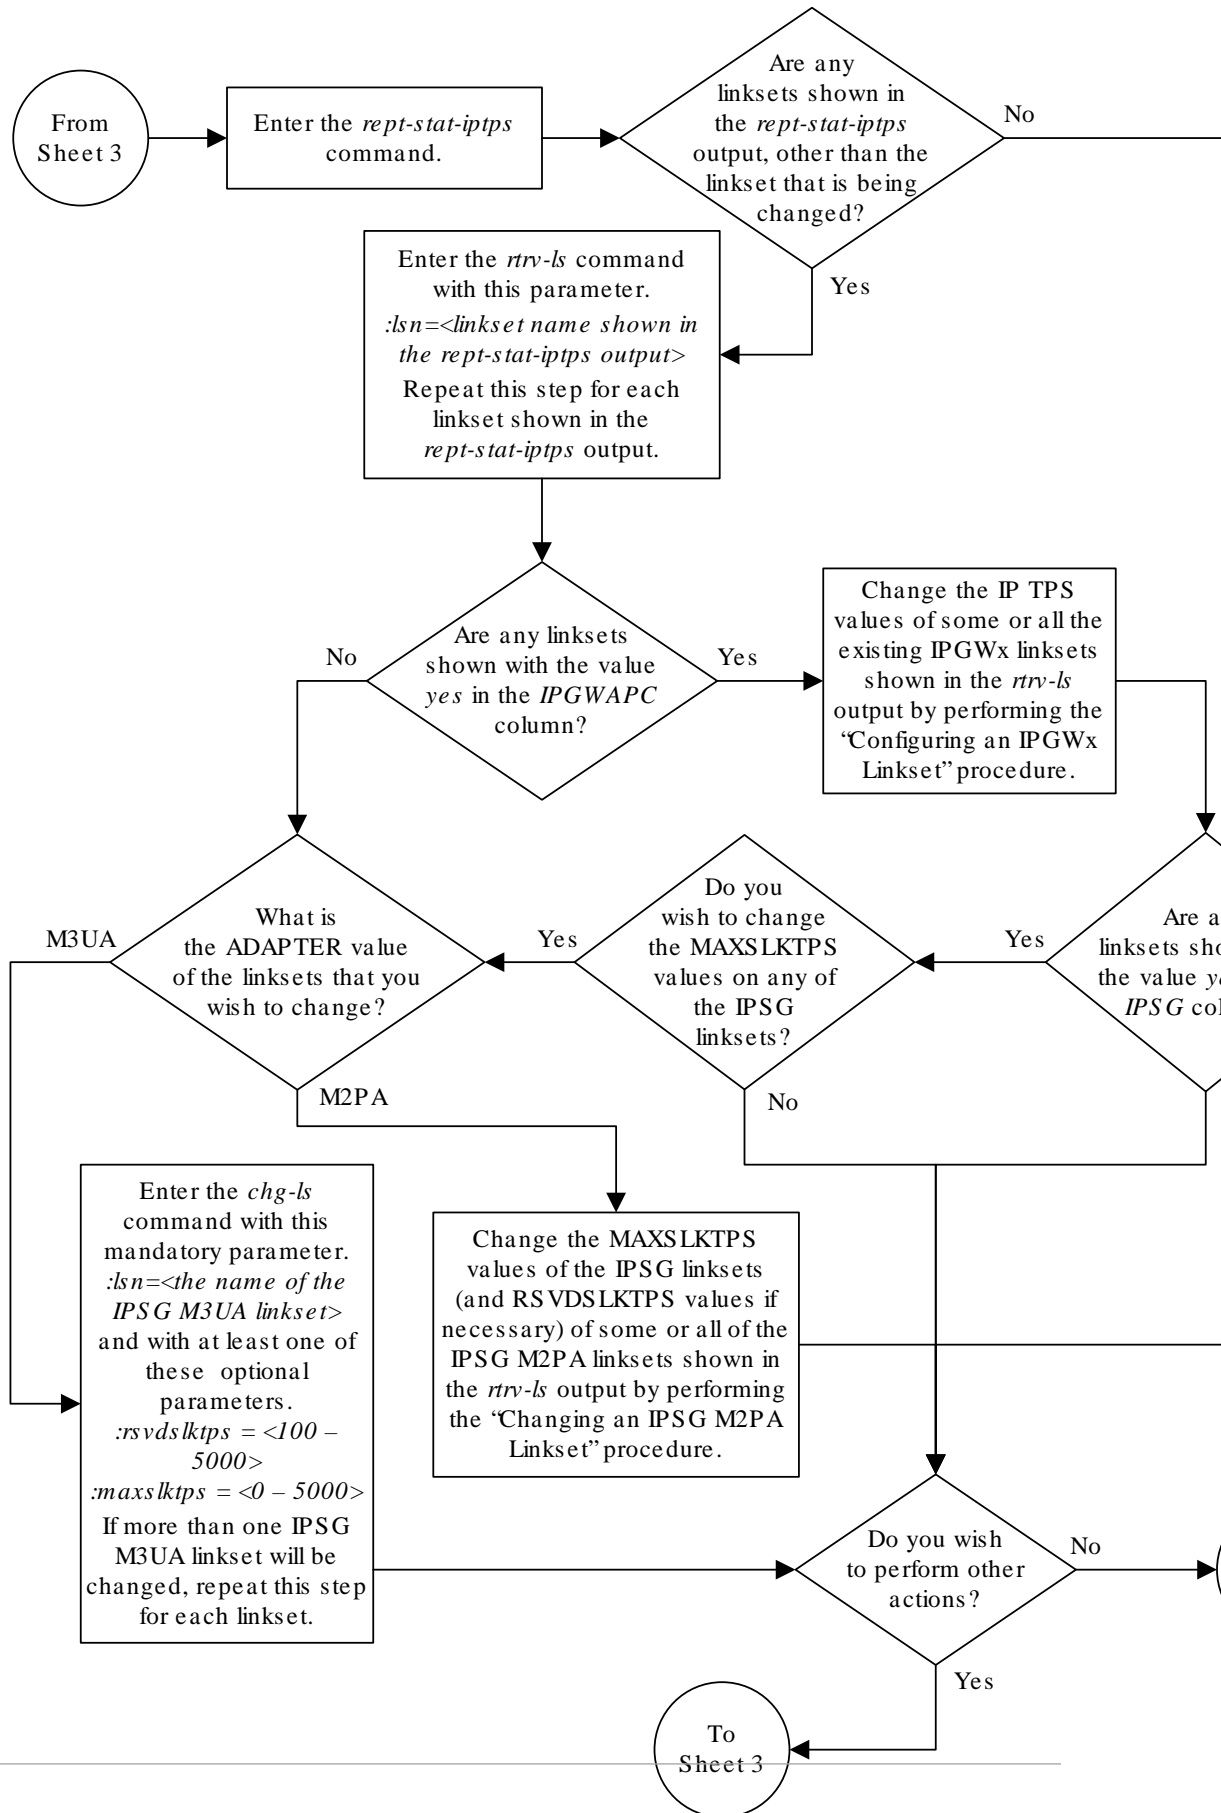 From
Sheet 3
Enter the rept-stat-iptps
command.
Are any
linksets shown in
the rept-stat-iptps
output, other than the
linkset that is being
changed?
No
Yes
Enter the rtrv-ls command
with this parameter.
:lsn=<linkset name shown in
the rept-stat-iptps output>
Repeat this step for each
linkset shown in the
rept-stat-iptps output.
Are any linksets
shown with the value
yes in the IPGWAPC
column?
No
Yes
Change the IP TPS
values of some or all the
existing IPGWx linksets
shown in the rtrv-ls
output by performing the
“Configuring an IPGWx
Linkset” procedure.
What is
the ADAPTER value
of the linksets that you
wish to change?
M3UA
M2PA
Yes
Do you
wish to change
the MAXSLKTPS
values on any of
the IPSG
linksets?
No
Yes
Are a
linksets sho
the value y
IPSG col
Enter the chg-ls
command with this
mandatory parameter.
:lsn=<the name of the
IPSG M3UA linkset>
and with at least one of
these optional
parameters.
:rsvdslktps = <100 –
5000>
:maxslktps = <0 – 5000>
If more than one IPSG
M3UA linkset will be
changed, repeat this step
for each linkset.
Change the MAXSLKTPS
values of the IPSG linksets
(and RSVDSLKTPS values if
necessary) of some or all of the
IPSG M2PA linksets shown in
the rtrv-ls output by performing
the “Changing an IPSG M2PA
Linkset” procedure.
Do you wish
to perform other
actions?
No
Yes
To
Sheet 3